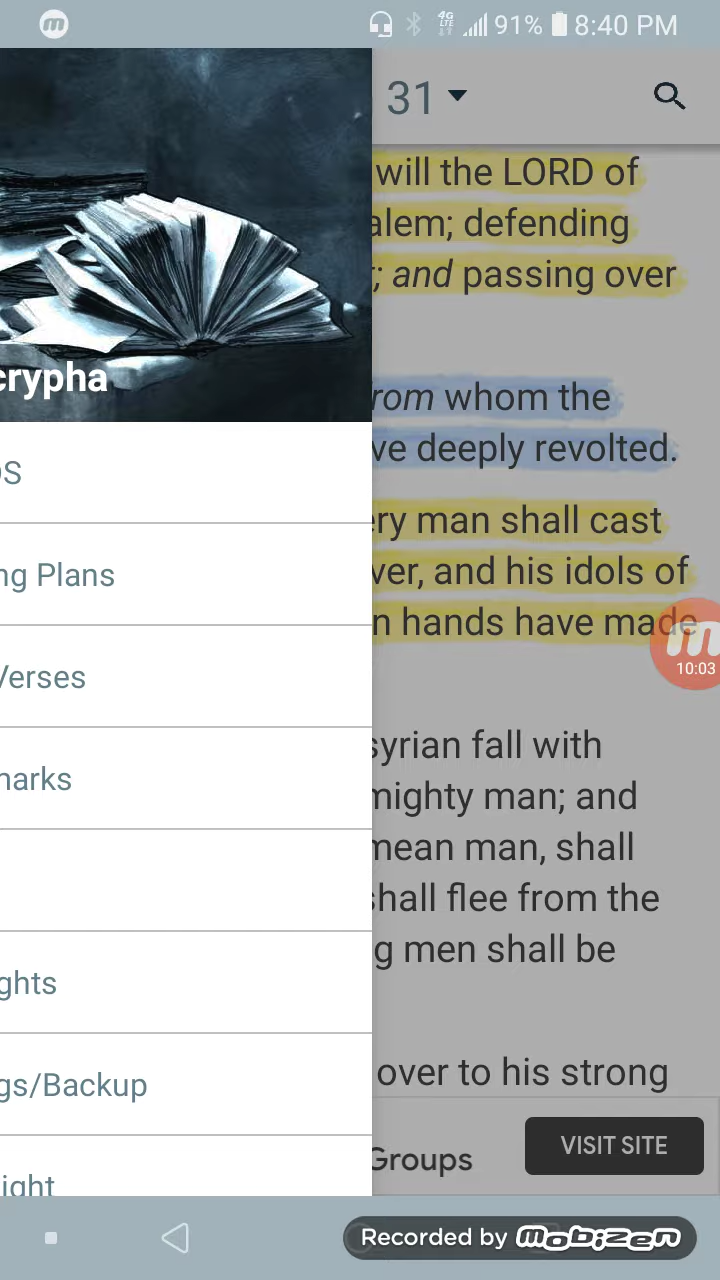 91% 8:40 PM
31
will the LORD of
alem; defending
; and passing over
crypha
rom whom the
ve deeply revolted.
OS
ery man shall cast
ng Plans
ver, and his idols of
n hands have made
10:03
Verses
syrian fall with
marks
mighty man; and
mean man, shall
shall flee from the
g men shall be
ghts
over to his strong
gs/Backup
Groups
VISIT SITE
ight
Recorded by mobizen